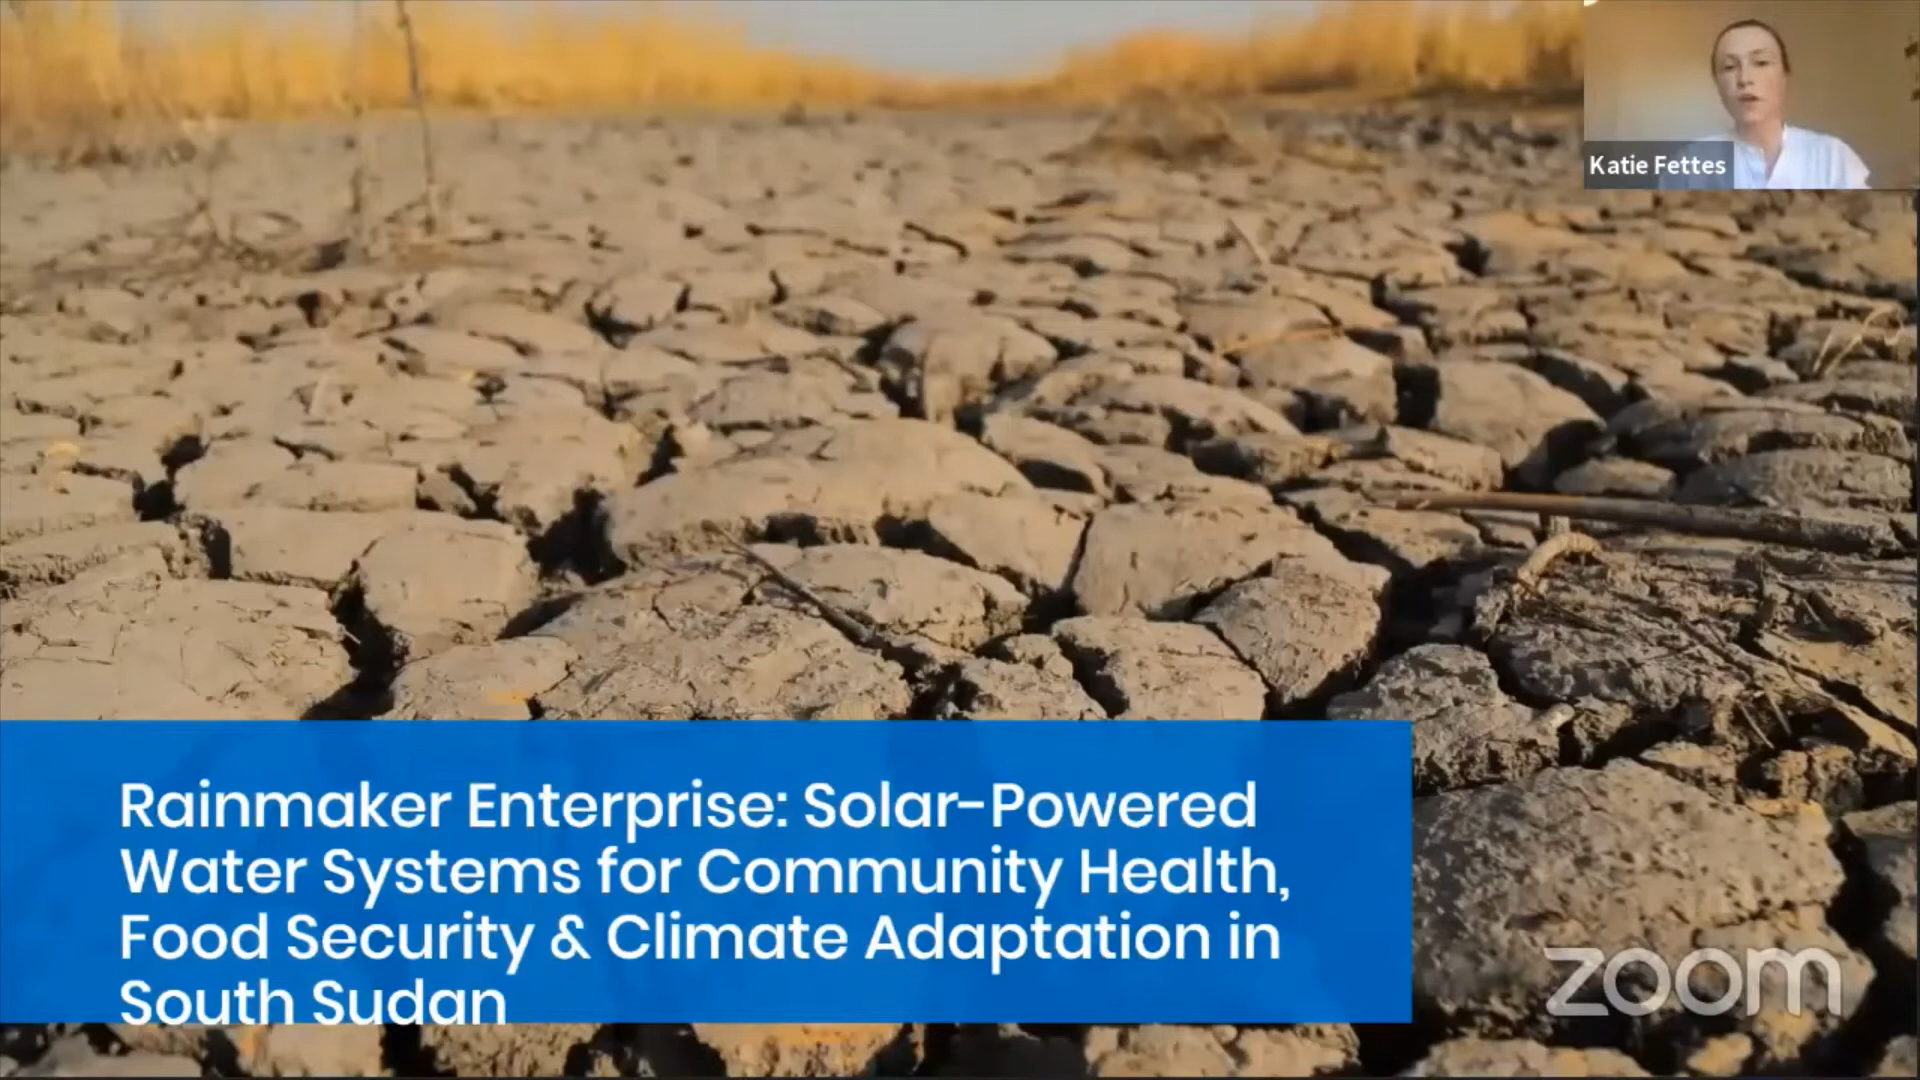 Katie Fettes
Rainmaker Enterprise: Solar-Powered
Water Systems for Community Health,
Food Security & Climate Adaptation in
South Sudan
zoom